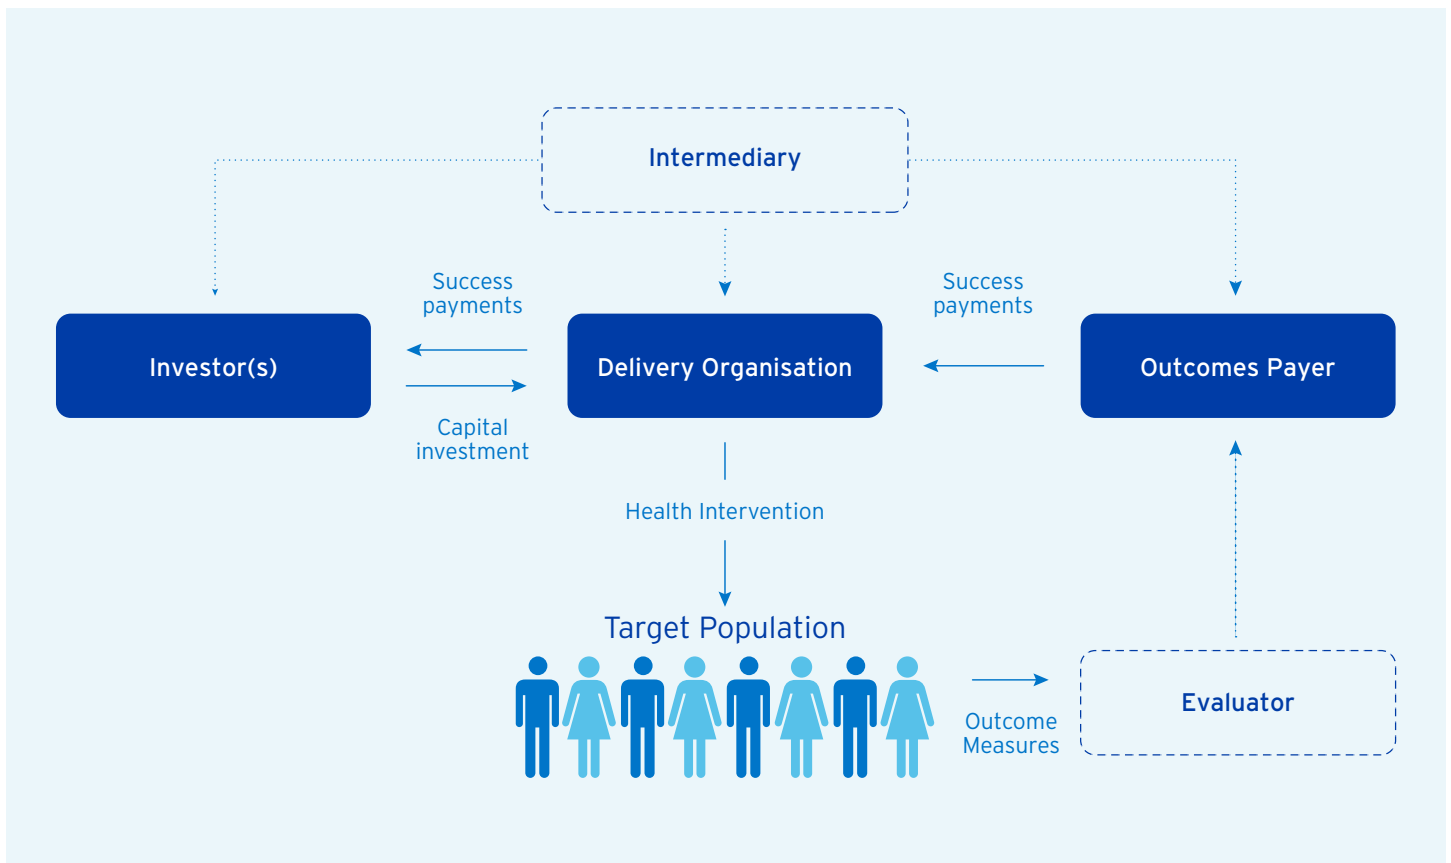 Intermediary
Success
payments
Success
payments
Investor(s)
Delivery Organisation
Outcomes Payer
Capital
investment
Health Intervention
Target Population
Evaluator
Outcome
Measures